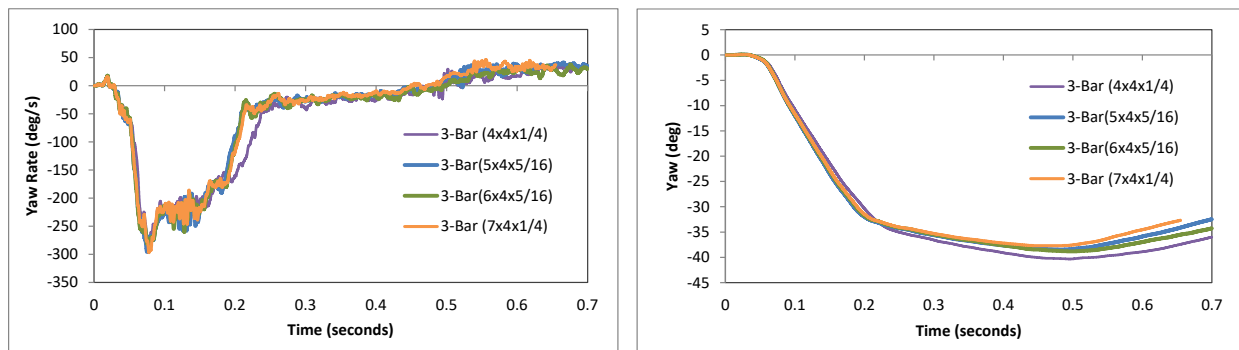 100
50
0
-50
-100
-150
-200
-250
-300
-350
Yaw Rate (deg/s)
3-Bar (4x4x1/4)
3-Bar(5x4x5/16)
3-Bar(6x4x5/16)
3-Bar (7x4x1/4)
0 0.1 0.2 0.3 0.4 0.5 0.6 0.7
Time (seconds)
5
0
-5
-10
-15
-20
-25
-30
-35
-40
-45
Yaw (deg)
3-Bar (4x4x1/4)
3-Bar(5x4x5/16)
3-Bar(6x4x5/16)
3-Bar (7x4x1/4)
0 0.1 0.2 0.3 0.4 0.5 0.6 0.7
Time (seconds)